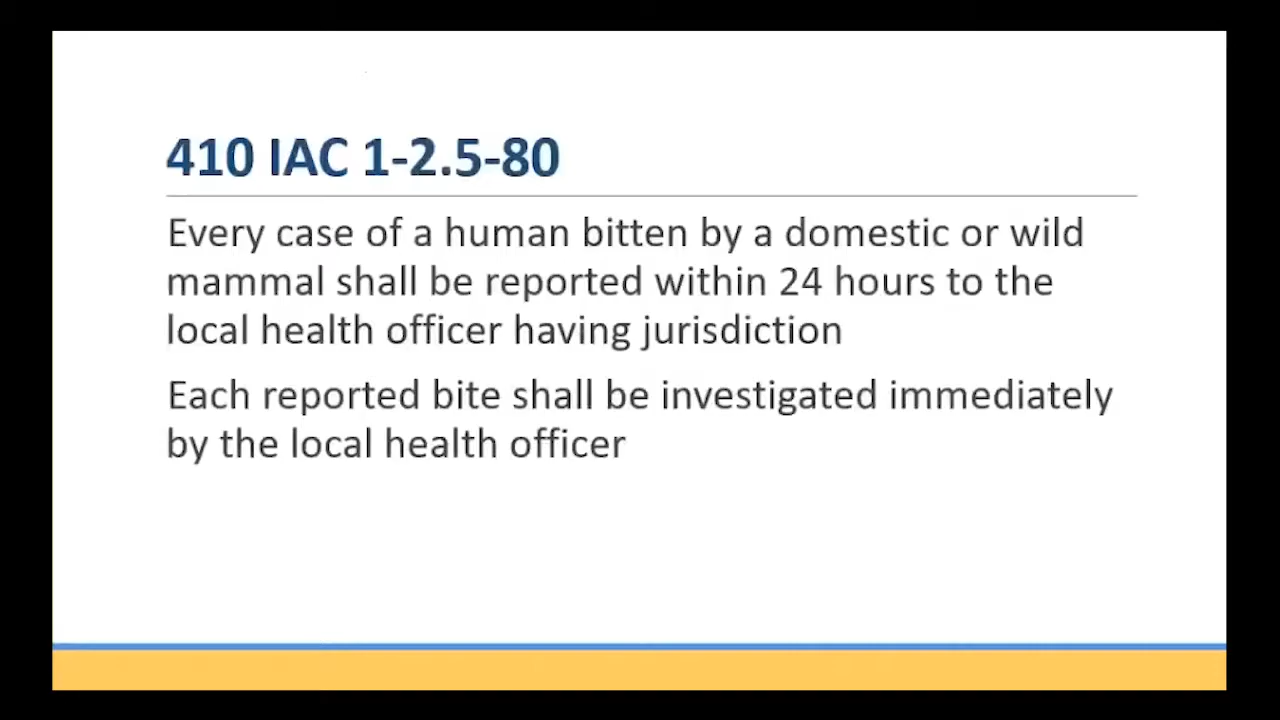 410 IAC 1-2.5-80
Every case of a human bitten by a domestic or wild
mammal shall be reported within 24 hours to the
local health officer having jurisdiction
Each reported bite shall be investigated immediately
by the local health officer